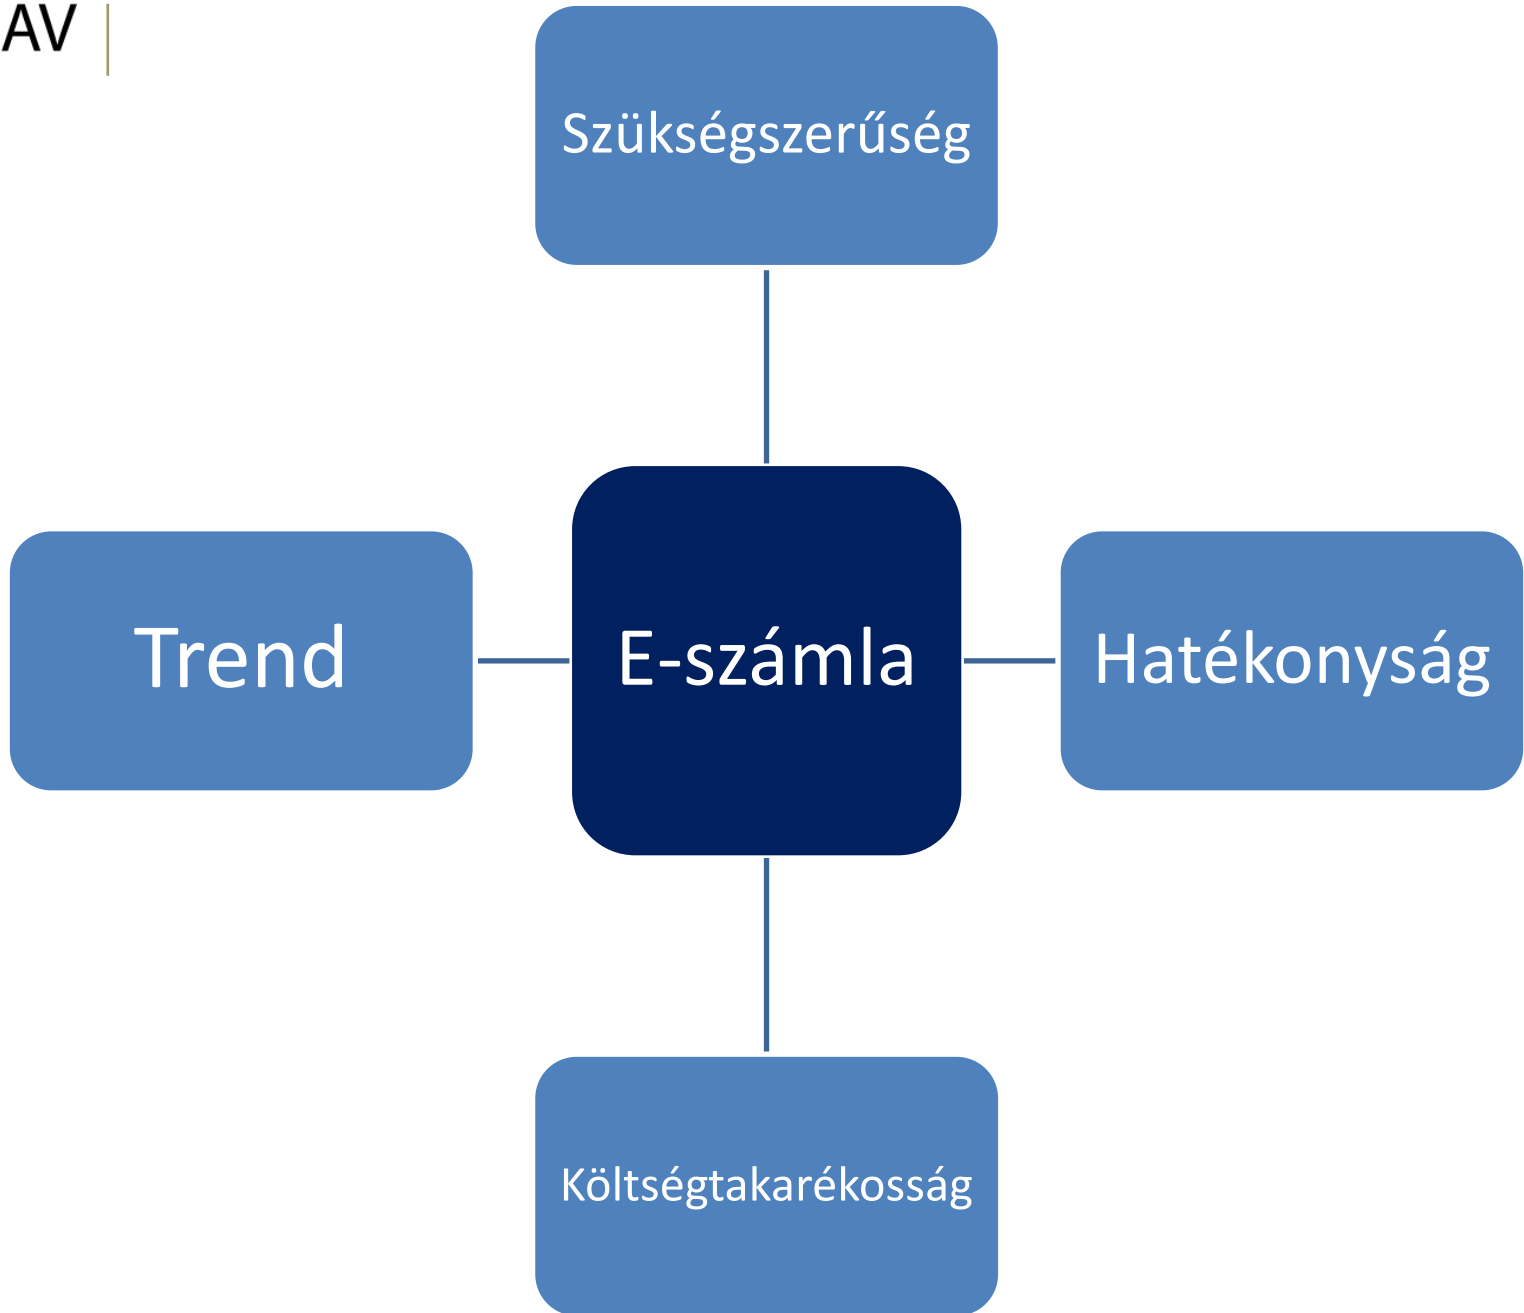 AV
Szükségszerűség
Trend
E-számla
Hatékonyság
Költségtakarékosság